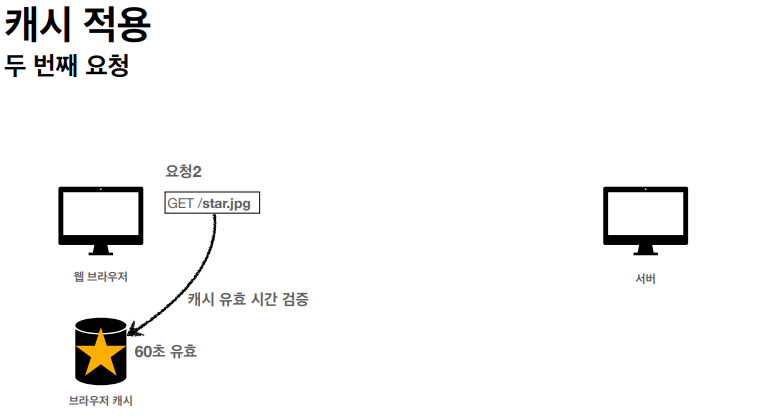 캐시 적용
두 번째 요청
요청2
GET /star.jpg
웹 브라우저
서버
캐시 유효 시간 검증
60초 유효
브라우저 캐시